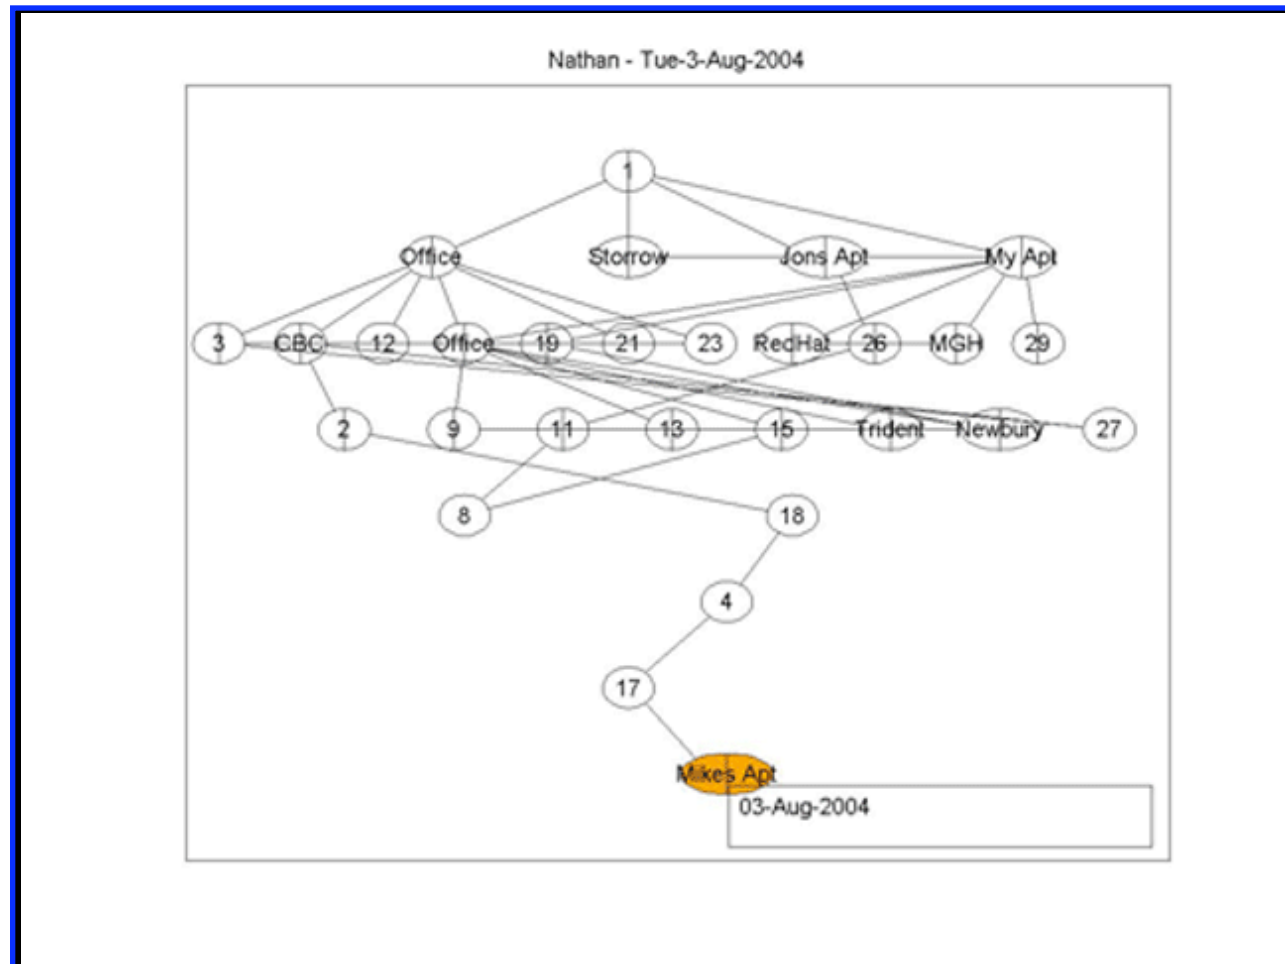 Nathan - Tue-3-Aug-2004
1
Office Storrow Jons Apt My Apt
3 CBC 12 Office 19 21 23 RedHat 26 MGH 29
2 9 11 13 15 Trident Newbury 27
8 18
4
17
Mikes Apt
03-Aug-2004